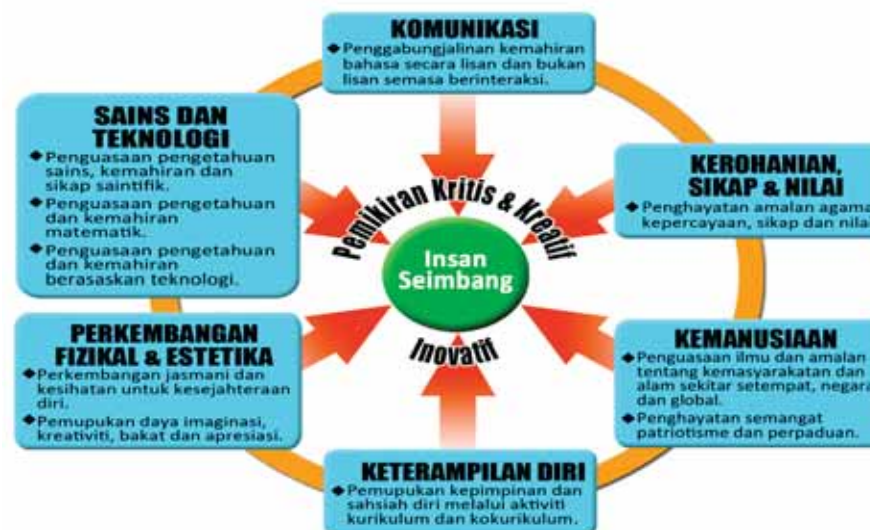 KOMUNIKASI
◆ Penggabungjalinan kemahiran
bahasa secara lisan dan bukan
lisan semasa berinteraksi.
SAINS DAN
TEKNOLOGI
◆ Penguasaan pengetahuan
sains, kemahiran dan
sikap saintifik.
◆ Penguasaan pengetahuan
dan kemahiran
matematik.
◆ Penguasaan pengetahuan
dan kemahiran
berasaskan teknologi.
KEROHANIAN,
SIKAP & NILAI
◆ Penghayatan amalan agama
kepercayaan, sikap dan nilai
Pemikiran Kritis & Kreatif
Insan
Seimbang
Inovatif
PERKEMBANGAN
FIZIKAL & ESTETIKA
◆ Perkembangan jasmani dan
kesihatan untuk kesejahteraan
diri.
◆ Pemupukan daya imaginasi,
kreativiti, bakat dan apresiasi.
KEMANUSIAAN
◆ Penguasaan ilmu dan amalan
tentang kemasyarakatan dan
alam sekitar setempat, negara
dan global.
◆ Penghayatan semangat
patriotisme dan perpaduan.
KETERAMPILAN DIRI
◆ Pemupukan kepimpinan dan
sahsiah diri melalui aktiviti
kurikulum dan kokurikulum.